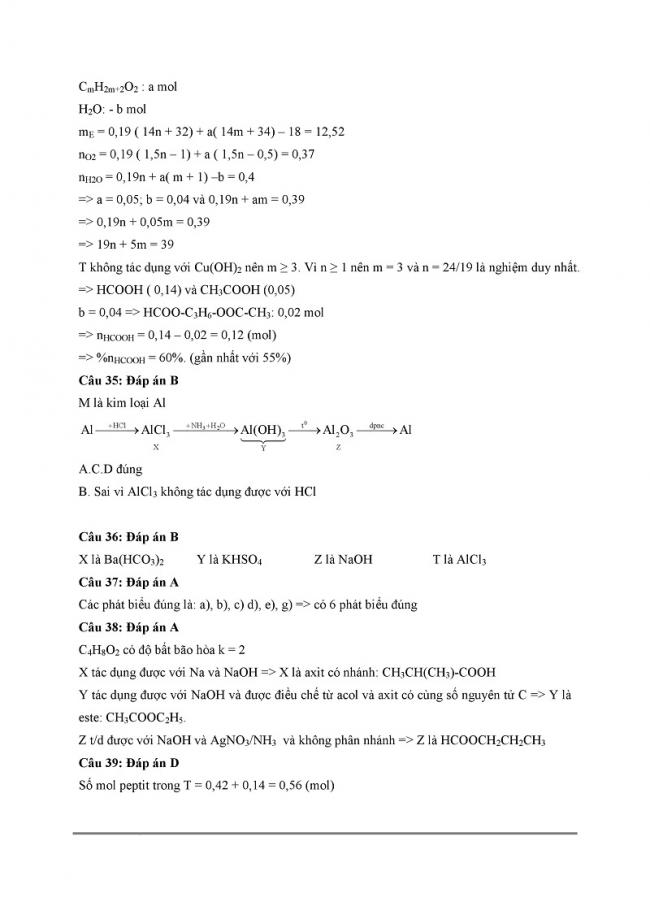 CmH2m+2O2 : a mol
H2O: - b mol
mE = 0,19 ( 14n + 32) + a( 14m + 34) – 18 = 12,52
nO2 = 0,19 ( 1,5n – 1) + a ( 1,5n – 0,5) = 0,37
nH2O = 0,19n + a( m + 1) –b = 0,4
=> a = 0,05; b = 0,04 và 0,19n + am = 0,39
=> 0,19n + 0,05m = 0,39
=> 19n + 5m = 39
T không tác dụng với Cu(OH)2 nên m ≥ 3. Vì n ≥ 1 nên m = 3 và n = 24/19 là nghiệm duy nhất.
=> HCOOH ( 0,14) và CH3COOH (0,05)
b = 0,04 => HCOO-C3H6-OOC-CH3: 0,02 mol
=> nHCOOH = 0,14 – 0,02 = 0,12 (mol)
=> %nHCOOH = 60%. (gần nhất với 55%)
Câu 35: Đáp án B
M là kim loại Al
Al +HCl→ AlCl3 +NH3+H2O→ Al(OH)3 t0→ Al2O3 dpnc→ Al
X Y Z
A.C.D đúng
B. Sai vì AlCl3 không tác dụng được với HCl
Câu 36: Đáp án B
X là Ba(HCO3)2 Y là KHSO4 Z là NaOH T là AlCl3
Câu 37: Đáp án A
Các phát biểu đúng là: a), b), c) d), e), g) => có 6 phát biểu đúng
Câu 38: Đáp án A
C4H8O2 có độ bất bão hòa k = 2
X tác dụng được với Na và NaOH => X là axit có nhánh: CH3CH(CH3)-COOH
Y tác dụng được với NaOH và được điều chế từ acol và axit có cùng số nguyên tử C => Y là
este: CH3COOC2H5.
Z t/d được với NaOH và AgNO3/NH3 và không phân nhánh => Z là HCOOCH2CH2CH3
Câu 39: Đáp án D
Số mol peptit trong T = 0,42 + 0,14 = 0,56 (mol)